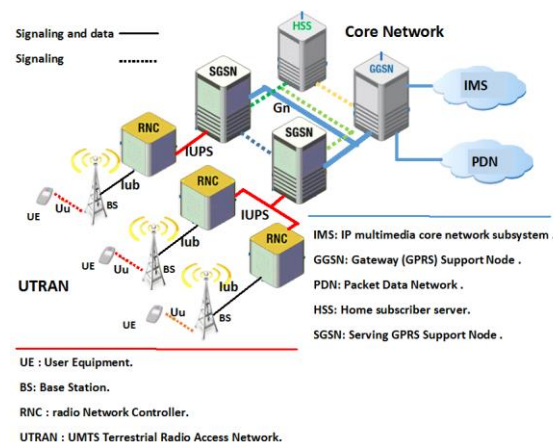 Signaling and data
Signaling
HSS
Core Network
SGSN
GGSN
IMS
Gn
RNC
SGSN
IUPS
PDN
Iub
RNC
UE
Uu
BS
IUPS
RNC
Iub
UE
Uu
BS
UTRAN
Iub
Uu
UE
BS
IMS: IP multimedia core network subsystem .
GGSN: Gateway (GPRS) Support Node .
PDN: Packet Data Network .
HSS: Home subscriber server.
SGSN: Serving GPRS Support Node .
UE : User Equipment.
BS: Base Station.
RNC : radio Network Controller.
UTRAN : UMTS Terrestrial Radio Access Network.